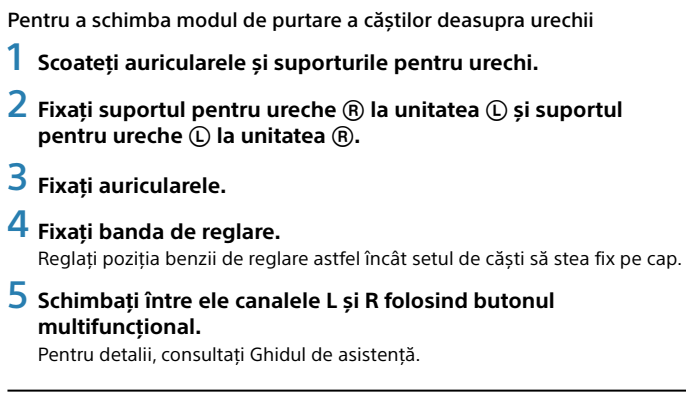 Pentru a schimba modul de purtare a căștilor deasupra urechii
1 Scoateți auricularele și suporturile pentru urechi.
2 Fixați suportul pentru ureche Ⓡ la unitatea Ⓛ și suportul
pentru ureche Ⓛ la unitatea Ⓡ.
3 Fixați auricularele.
4 Fixați banda de reglare.
Reglați poziția benzii de reglare astfel încât setul de căști să stea fix pe cap.
5 Schimbați între ele canalele L și R folosind butonul
multifuncțional.
Pentru detalii, consultați Ghidul de asistență.